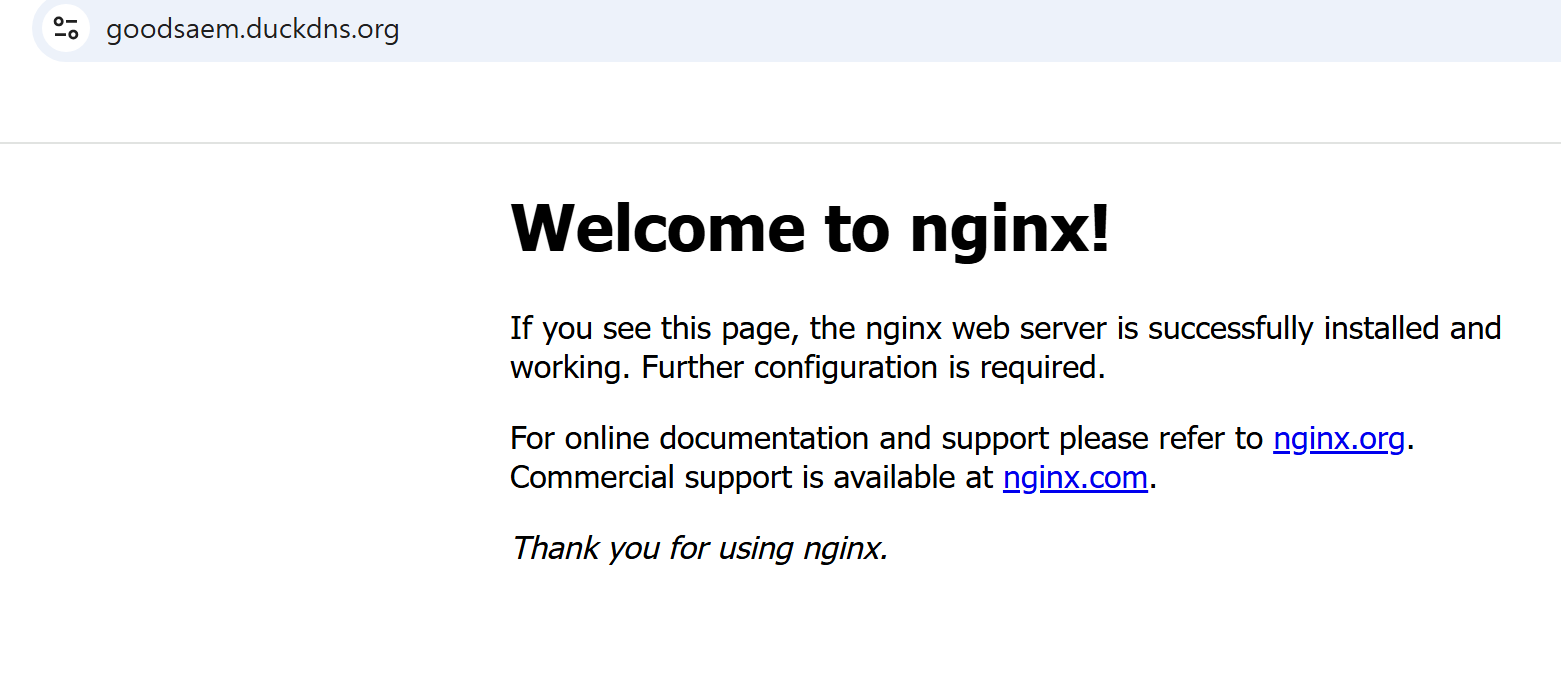 goodsaem.duckdns.org
Welcome to nginx!
If you see this page, the nginx web server is successfully installed and
working. Further configuration is required.
For online documentation and support please refer to nginx.org.
Commercial support is available at nginx.com.
Thank you for using nginx.